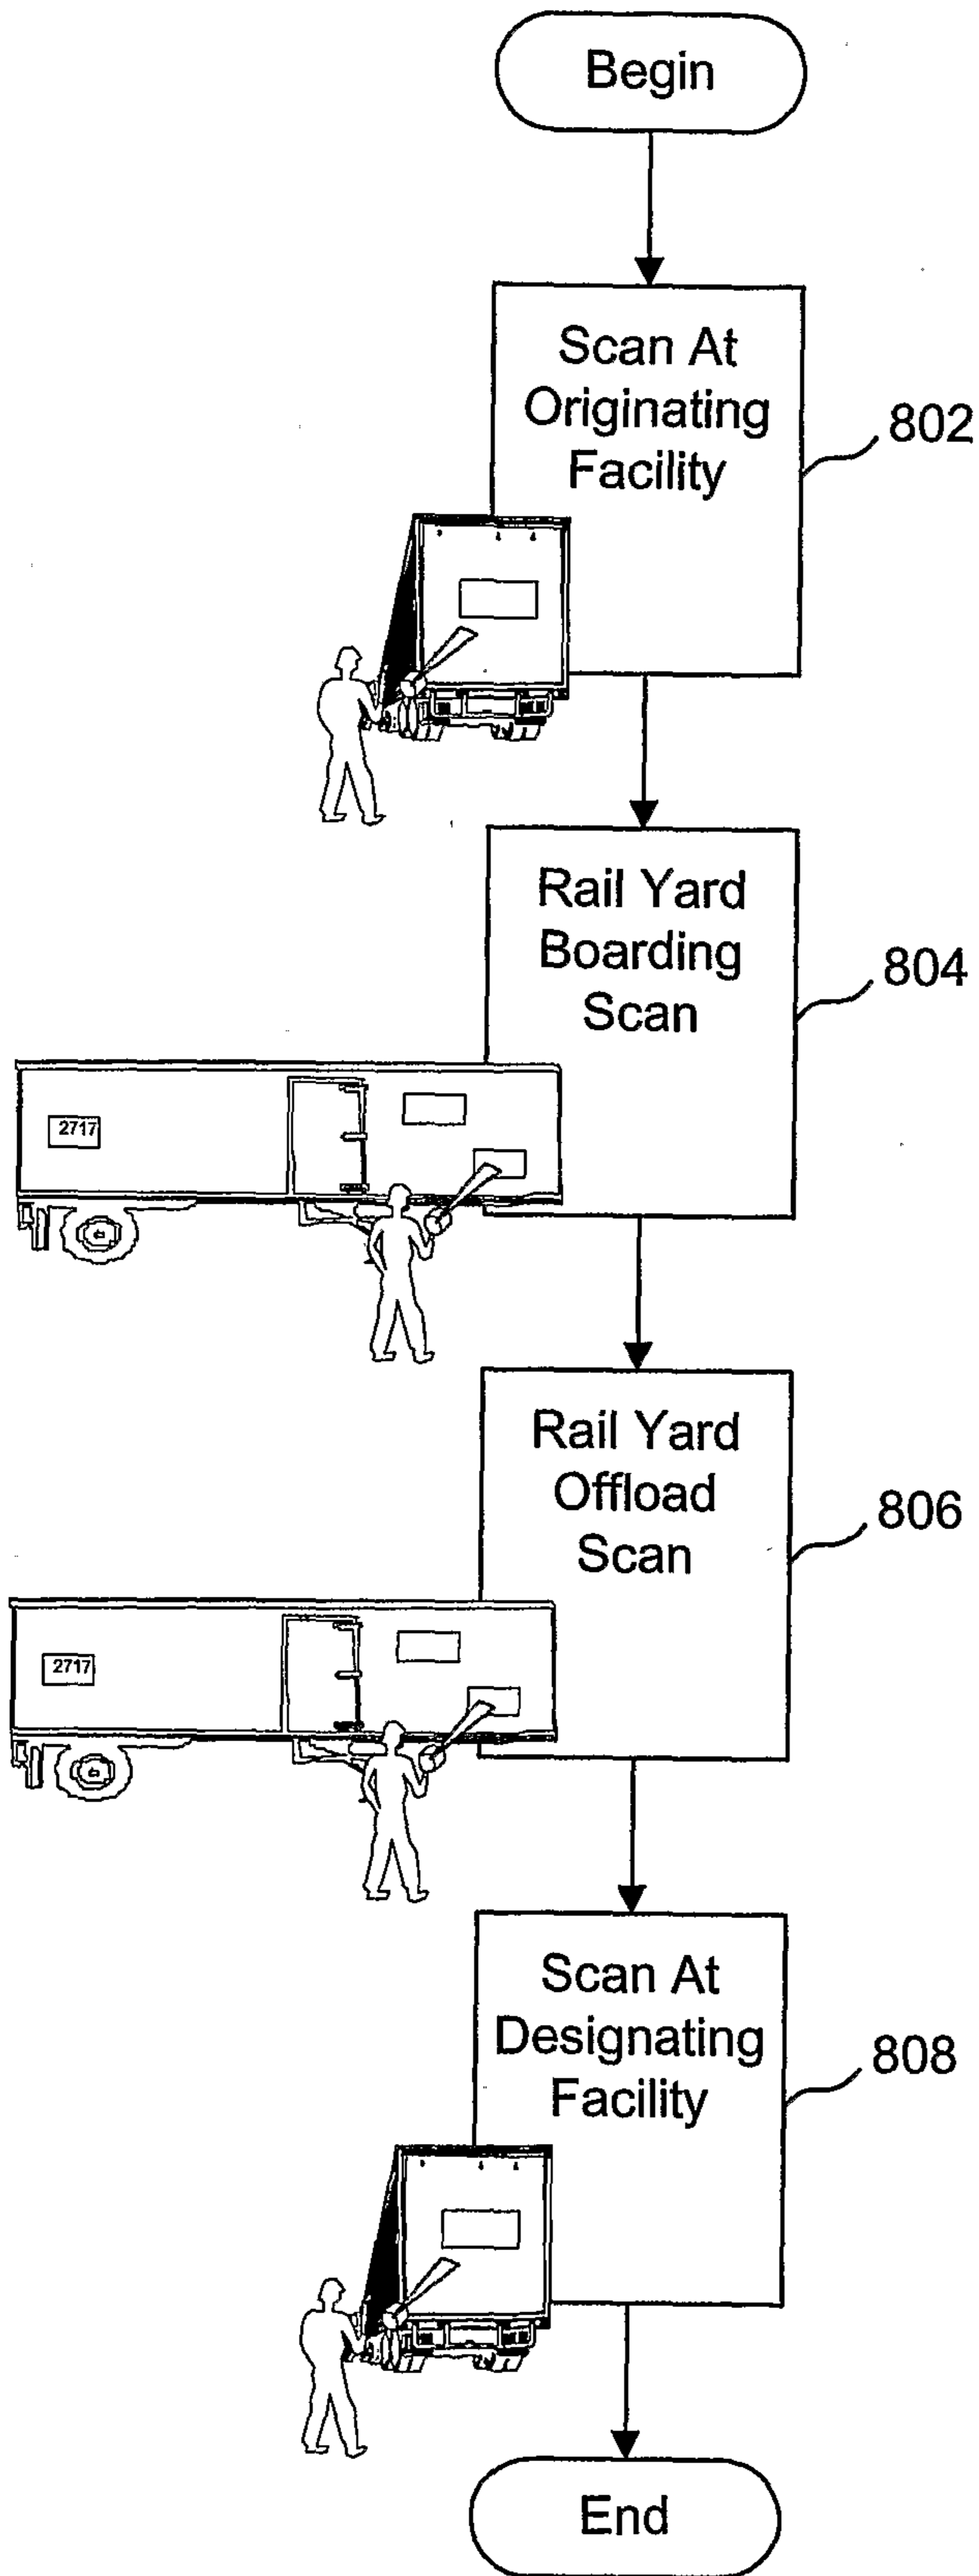 Begin
Scan At
Originating
Facility
802
Rail Yard
Boarding
Scan
804
2717
Rail Yard
Offload
Scan
806
2717
Scan At
Designating
Facility
808
End